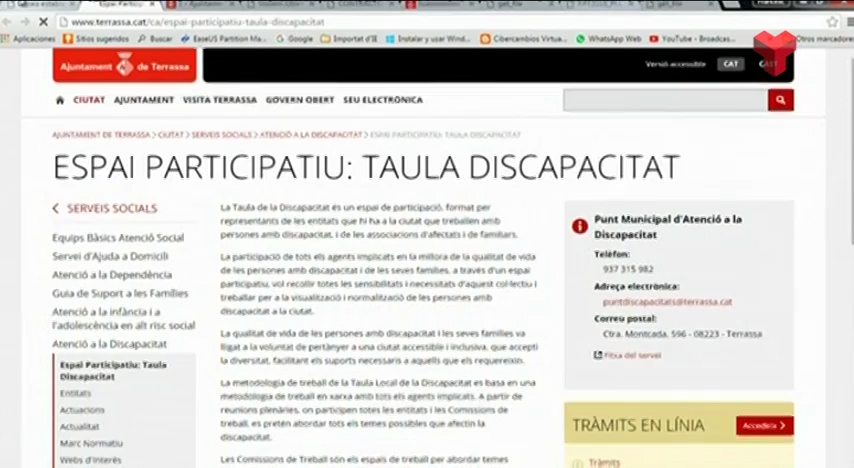 Espai Participatiu
get_file
get_file
www.terrassa.cat/ca/espai-participatiu-taula-discapacitat
Aplicaciones
Sitios sugeridos
Buscar
EaseUS Partition Ma...
Google
Importat d'IE
Instalar y usar Wind...
Cibercambios Virtua...
WhatsApp Web
YouTube - Broadcas...
Otros marcadores
Ajuntament de Terrassa
Versió accessible
CAT
CAST
CIUTAT
AJUNTAMENT
VISITA TERRASSA
GOVERN OBERT
SEU ELECTRÒNICA
AJUNTAMENT DE TERRASSA > CIUTAT > SERVEIS SOCIALS > ATENCIÓ A LA DISCAPACITAT > ESPAI PARTICIPATIU: TAULA DISCAPACITAT
ESPAI PARTICIPATIU: TAULA DISCAPACITAT
SERVEIS SOCIALS
Equips Bàsics Atenció Social
Servei d'Ajuda a Domicili
Atenció a la Dependència
Guia de Suport a les Famílies
Atenció a la infància i a
l'adolescència en alt risc social
Atenció a la Discapacitat
Espai Participatiu: Taula
Discapacitat
Entitats
Actuacions
Actualitat
Marc Normatiu
Webs d'Interès
La Taula de la Discapacitat és un espai de participació, format per
representants de les entitats que hi ha a la ciutat que treballen amb
persones amb discapacitat, i de les associacions d'afectats i de familiars.
La participació de tots els agents implicats en la millora de la qualitat de vida
de les persones amb discapacitat i de les seves famílies, a través d'un espai
participatiu, vol recollir totes les sensibilitats i necessitats d'aquest col·lectiu i
treballar per a la visualització i normalització de les persones amb
discapacitat a la ciutat.
La qualitat de vida de les persones amb discapacitat i les seves famílies va
lligat a la voluntat de pertànyer a una ciutat accessible i inclusiva, que accepti
la diversitat, facilitant els suports necessaris a aquells que els requereixin.
La metodologia de treball de la Taula Local de la Discapacitat es basa en una
metodologia de treball en xarxa amb tots els agents implicats. A partir de
reunions plenàries, on participen totes les entitats i les Comissions de
treball, es pretén abordar tots els temes possibles que afectin la
discapacitat.
Les Comissions de Treball són els espais de treball per abordar temes
Punt Municipal d'Atenció a la
Discapacitat
Telèfon:
937 315 982
Adreça electrònica:
puntdiscapacitats@terrassa.cat
Correu postal:
Ctra. Montcada, 596 - 08223 - Terrassa
Fitxa del servei
TRÀMITS EN LÍNIA
Accedeix >
Tràmits